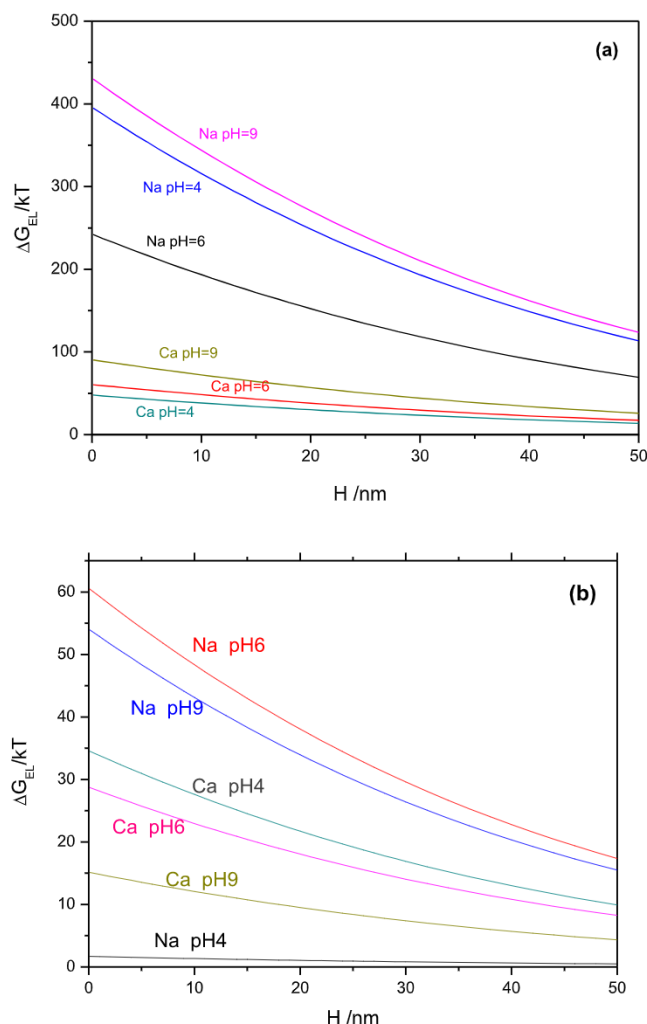 (a)
500
400
300
200
100
0
ΔG_EL/kT
Na pH=9
Na pH=4
Na pH=6
Ca pH=9
Ca pH=6
Ca pH=4
0 10 20 30 40 50
H /nm
(b)
60
50
40
30
20
10
0
ΔG_EL/kT
Na pH6
Na pH9
Ca pH4
Ca pH6
Ca pH9
Na pH4
0 10 20 30 40 50
H /nm